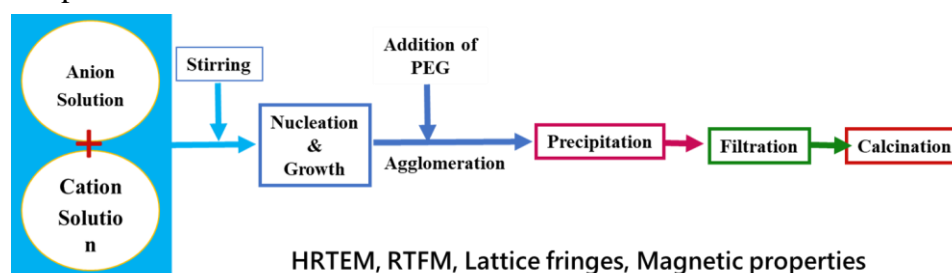 Anion
Solution
+
Cation
Solutio
n
Stirring
Nucleation
&
Growth
Addition of
PEG
Agglomeration
Precipitation
Filtration
Calcination
HRTEM, RTFM, Lattice fringes, Magnetic properties